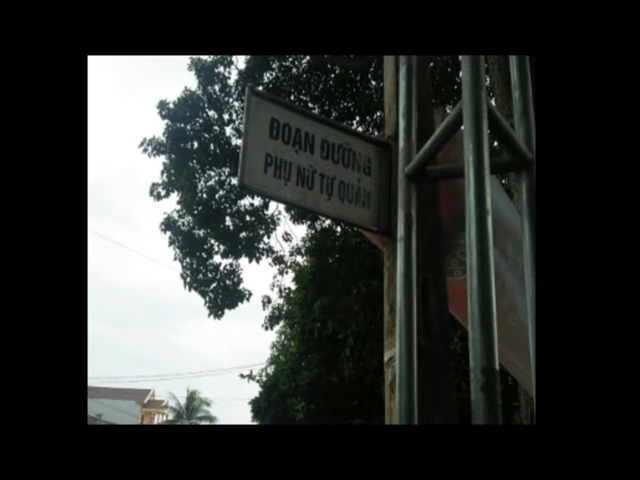 ĐOẠN ĐƯỜNG
PHỤ NỮ TỰ QUẢN